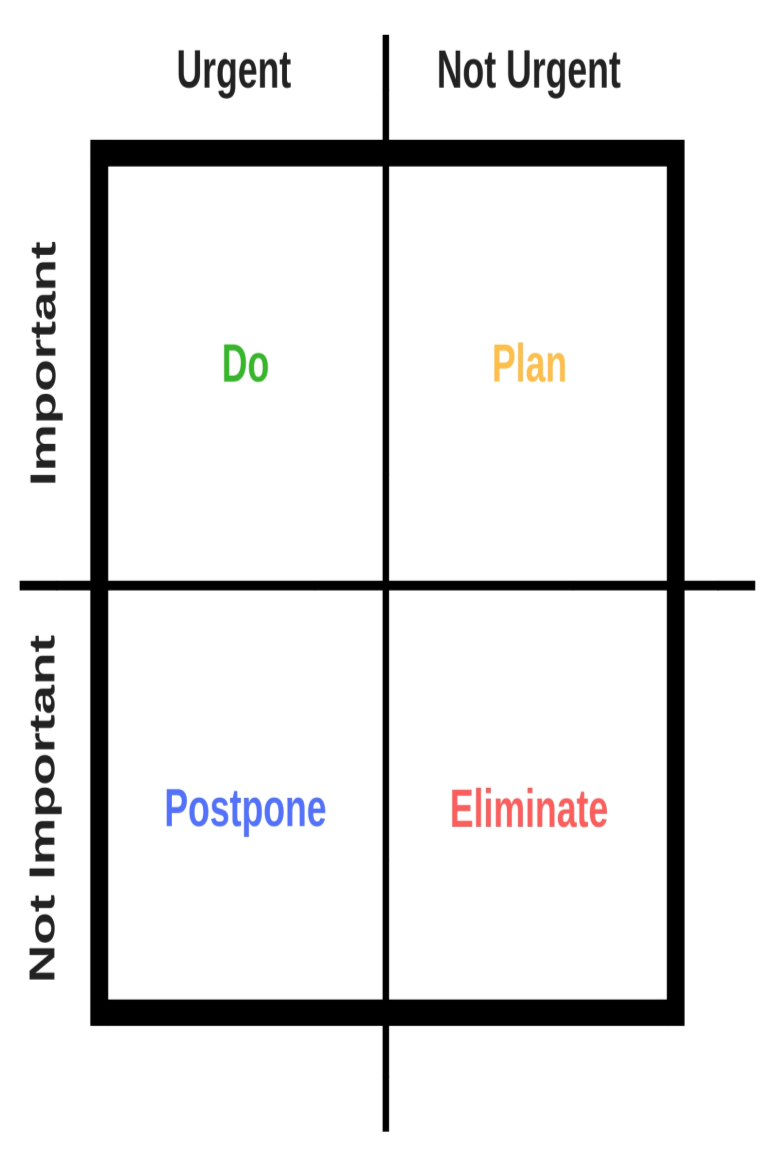 Urgent
Not Urgent
Important
Do
Plan
Not Important
Postpone
Eliminate